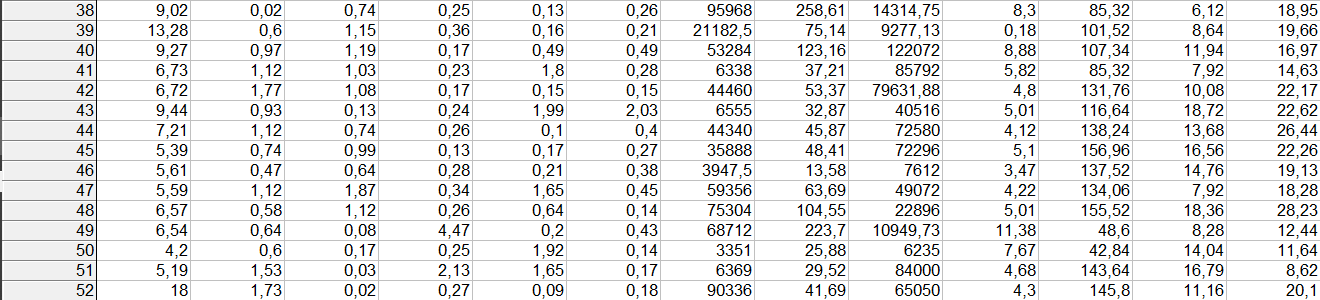 38 9,02 0,02 0,74 0,25 0,13 0,26 95968 258,61 14314,75 8,3 85,32 6,12 18,95
39 13,28 0,6 1,15 0,36 0,16 0,21 21182,5 75,14 9277,13 0,18 101,52 8,64 19,66
40 9,27 0,97 1,19 0,17 0,49 0,49 53284 123,16 122072 8,88 107,34 11,94 16,97
41 6,73 1,12 1,03 0,23 1,8 0,28 6338 37,21 85792 5,82 85,32 7,92 14,63
42 6,72 1,77 1,08 0,17 0,15 0,15 44460 53,37 79631,88 4,8 131,76 10,08 22,17
43 9,44 0,93 0,13 0,24 1,99 2,03 6555 32,87 40516 5,01 116,64 18,72 22,62
44 7,21 1,12 0,74 0,26 0,1 0,4 44340 45,87 72580 4,12 138,24 13,68 26,44
45 5,39 0,74 0,99 0,13 0,17 0,27 35888 48,41 72296 5,1 156,96 16,56 22,26
46 5,61 0,47 0,64 0,28 0,21 0,38 3947,5 13,58 7612 3,47 137,52 14,76 19,13
47 5,59 1,12 1,87 0,34 1,65 0,45 59356 63,69 49072 4,22 134,06 7,92 18,28
48 6,57 0,58 1,12 0,26 0,64 0,14 75304 104,55 22896 5,01 155,52 18,36 28,23
49 6,54 0,64 0,08 4,47 0,2 0,43 68712 223,7 10949,73 11,38 48,6 8,28 12,44
50 4,2 0,6 0,17 0,25 1,92 0,14 3351 25,88 6235 7,67 42,84 14,04 11,64
51 5,19 1,53 0,03 2,13 1,65 0,17 6369 29,52 84000 4,68 143,64 16,79 8,62
52 18 1,73 0,02 0,27 0,09 0,18 90336 41,69 65050 4,3 145,8 11,16 20,1